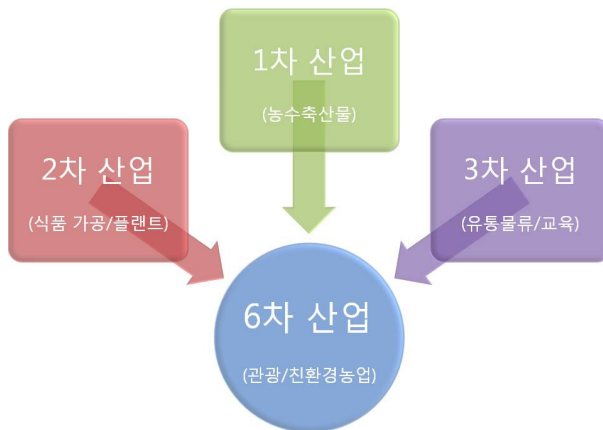 1차 산업
(농수축산물)
2차 산업
(식품 가공/플랜트)
3차 산업
(유통물류/교육)
6차 산업
(관광/친환경농업)